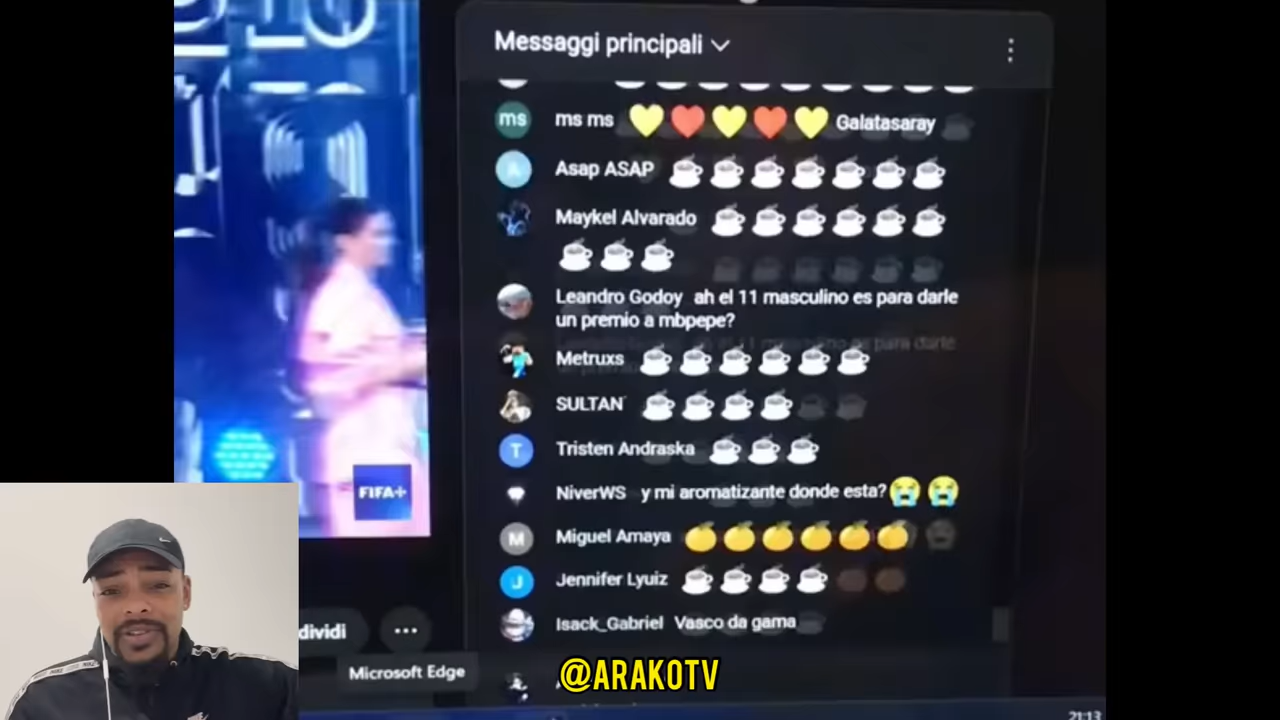 Messaggi principali
ms
ms ms 💛❤️💛❤️💛 Galatasaray
A
Asap ASAP ☕☕☕☕☕☕☕
Maykel Alvarado ☕☕☕☕☕☕
☕☕☕
Leandro Godoy ah el 11 masculino es para darle
un premio a mbpepe?
Metruxs ☕☕☕☕☕☕
SULTAN ☕☕☕☕
T
Tristen Andraska ☕☕☕
NiverWS y mi aromatizante donde esta?😭😭
M
Miguel Amaya 🍊🍊🍊🍊🍊🍊
J
Jennifer Lyuiz ☕☕☕☕
Isack_Gabriel Vasco da gama
FIFA+
dividi
Microsoft Edge
@ARAKOTV
21:13